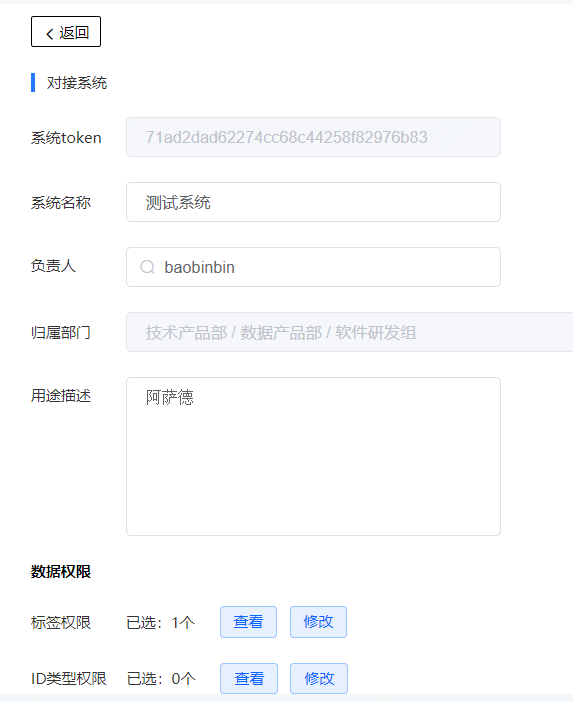 返回
对接系统
系统token 71ad2dad62274cc68c44258f82976b83
系统名称 测试系统
负责人 baobinbin
归属部门 技术产品部 / 数据产品部 / 软件研发组
用途描述 阿萨德
数据权限
标签权限 已选：1个 查看 修改
ID类型权限 已选：0个 查看 修改